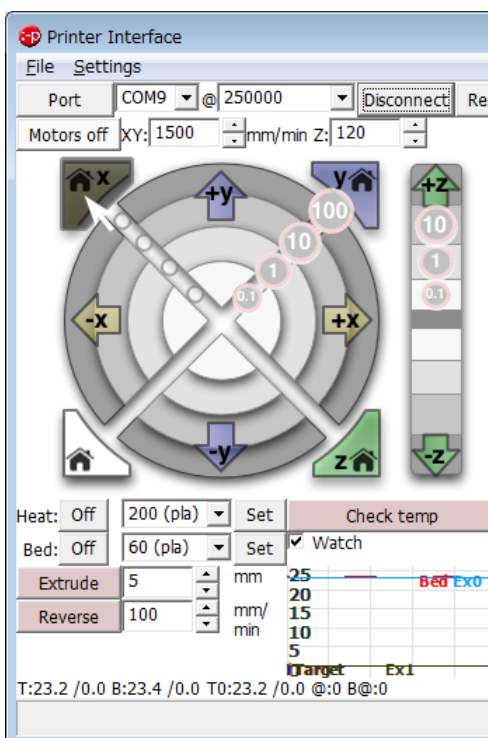 Printer Interface
File Settings
Port COM9 @ 250000 Disconnect Re
Motors off XY: 1500 mm/min Z: 120
x +y y +z
100 10
10 1
1 0.1
0.1
-x +x
-y z -z
Heat: Off 200 (pla) Set Check temp
Bed: Off 60 (pla) Set Watch
Extrude 5 mm
Reverse 100 mm/
min
25 Bed Ex0
20
15
10
5
0 Target Ex1
T:23.2 /0.0 B:23.4 /0.0 T0:23.2 /0.0 @:0 B@:0